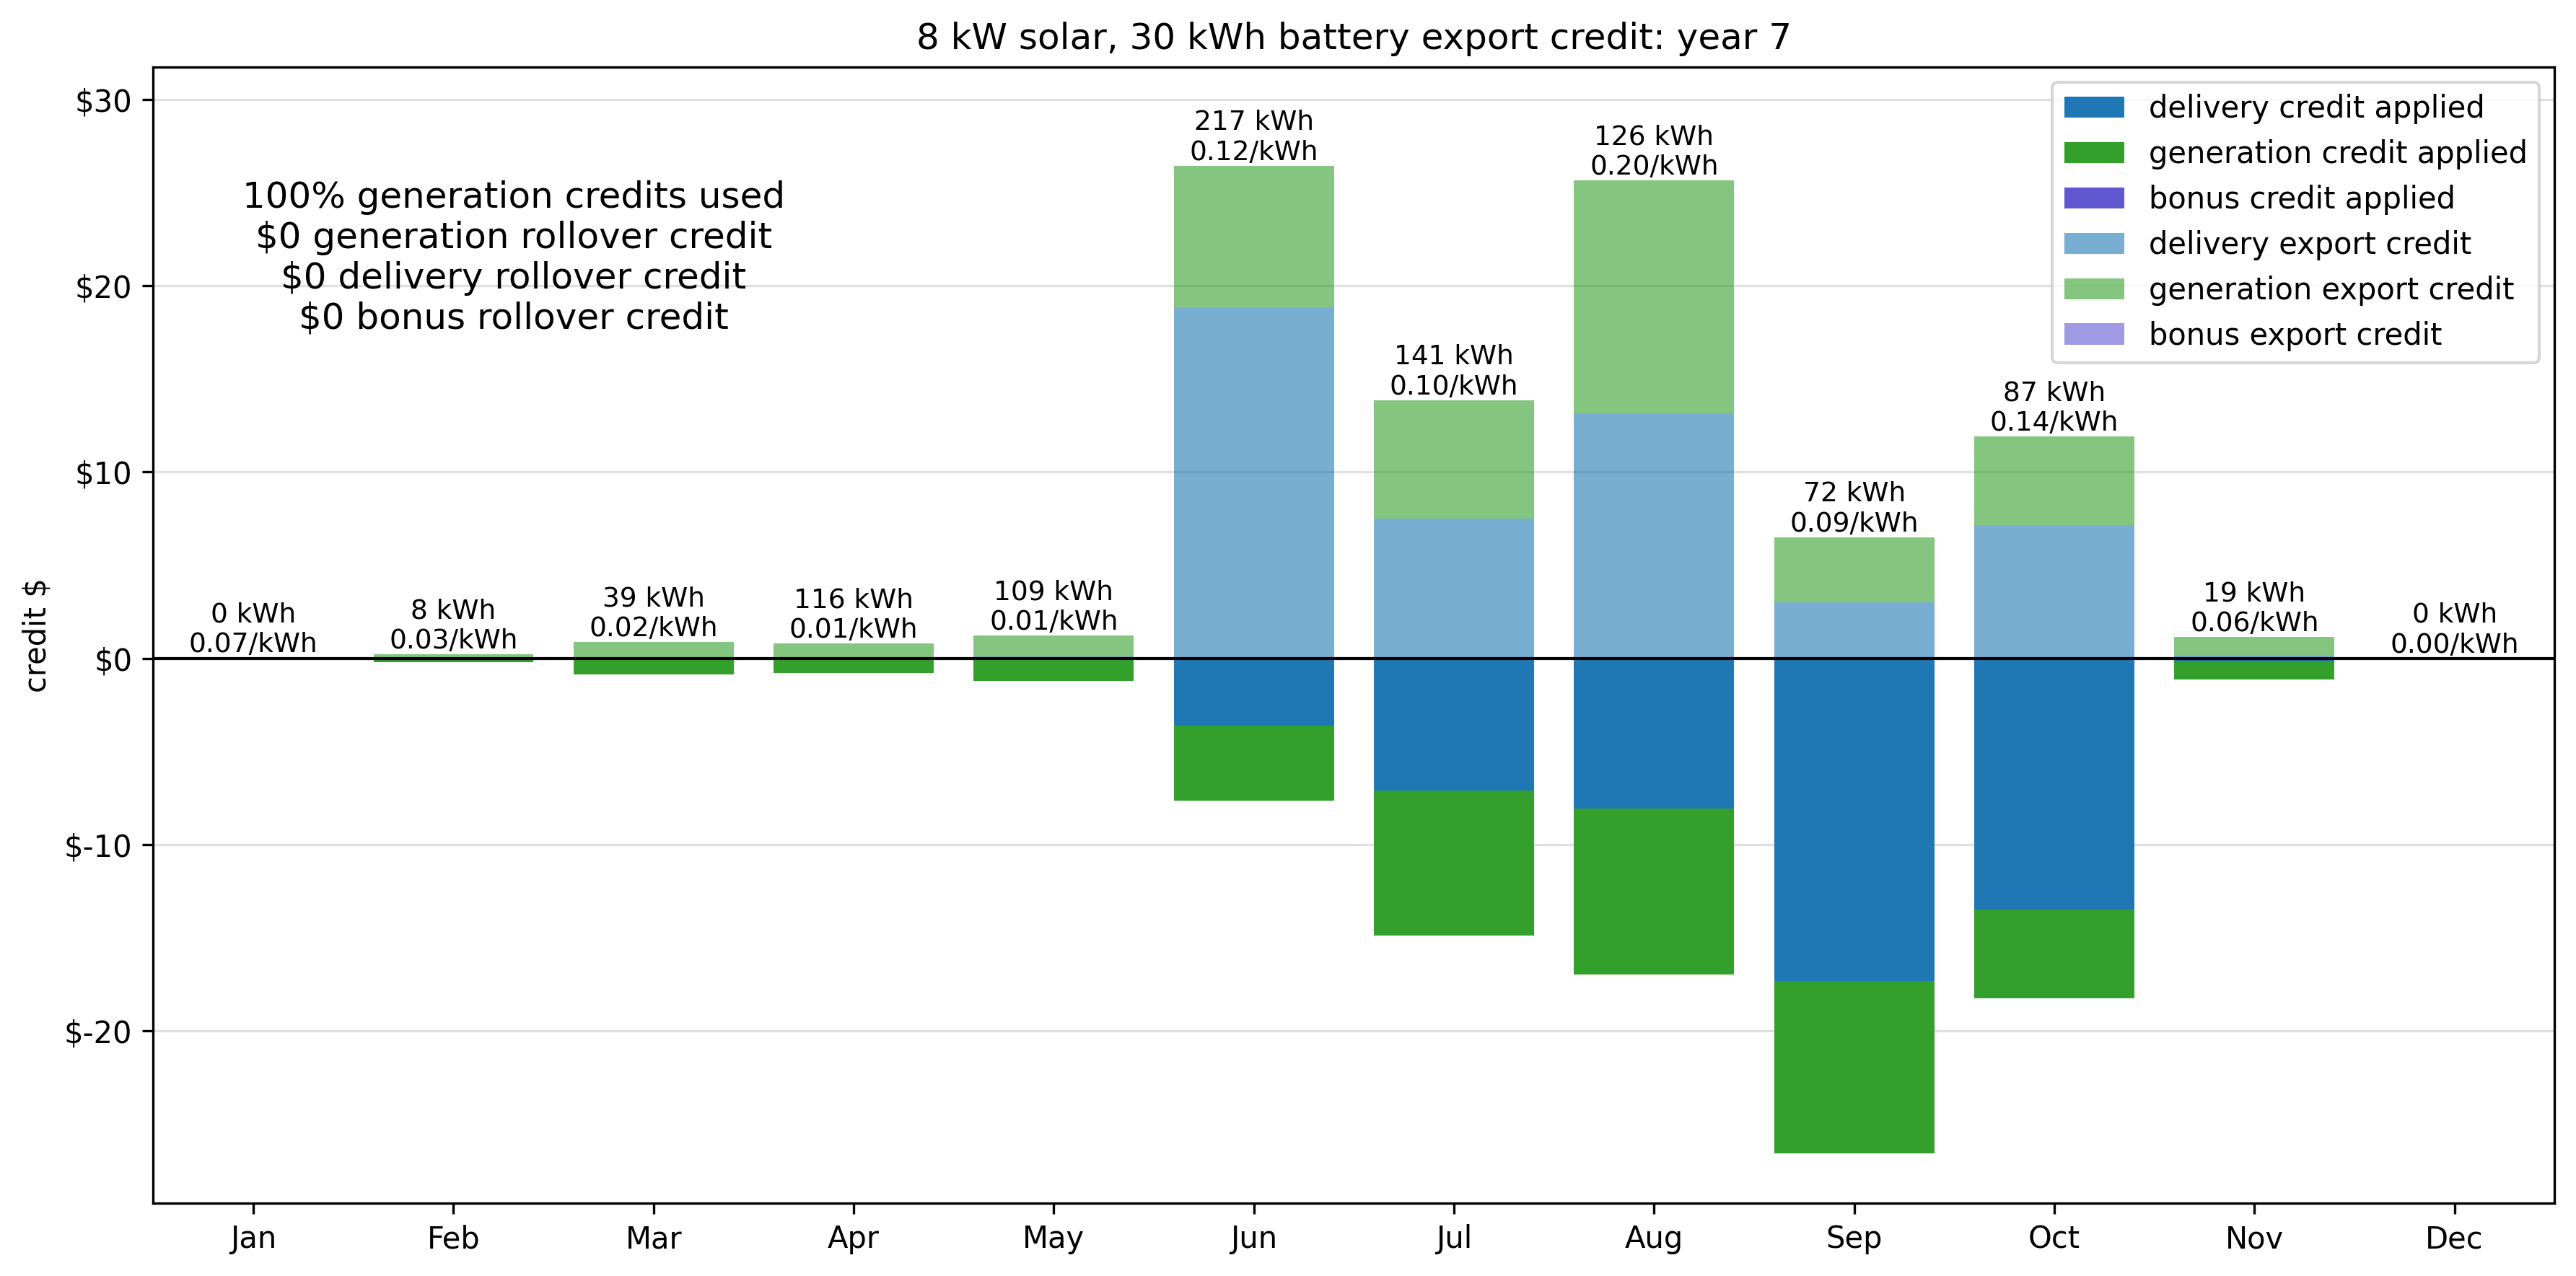 8 kW solar, 30 kWh battery export credit: year 7
credit $
$30
$20
$10
$0
$-10
$-20
100% generation credits used
$0 generation rollover credit
$0 delivery rollover credit
$0 bonus rollover credit
delivery credit applied
generation credit applied
bonus credit applied
delivery export credit
generation export credit
bonus export credit
0 kWh
0.07/kWh
8 kWh
0.03/kWh
39 kWh
0.02/kWh
116 kWh
0.01/kWh
109 kWh
0.01/kWh
217 kWh
0.12/kWh
141 kWh
0.10/kWh
126 kWh
0.20/kWh
72 kWh
0.09/kWh
87 kWh
0.14/kWh
19 kWh
0.06/kWh
0 kWh
0.00/kWh
Jan
Feb
Mar
Apr
May
Jun
Jul
Aug
Sep
Oct
Nov
Dec